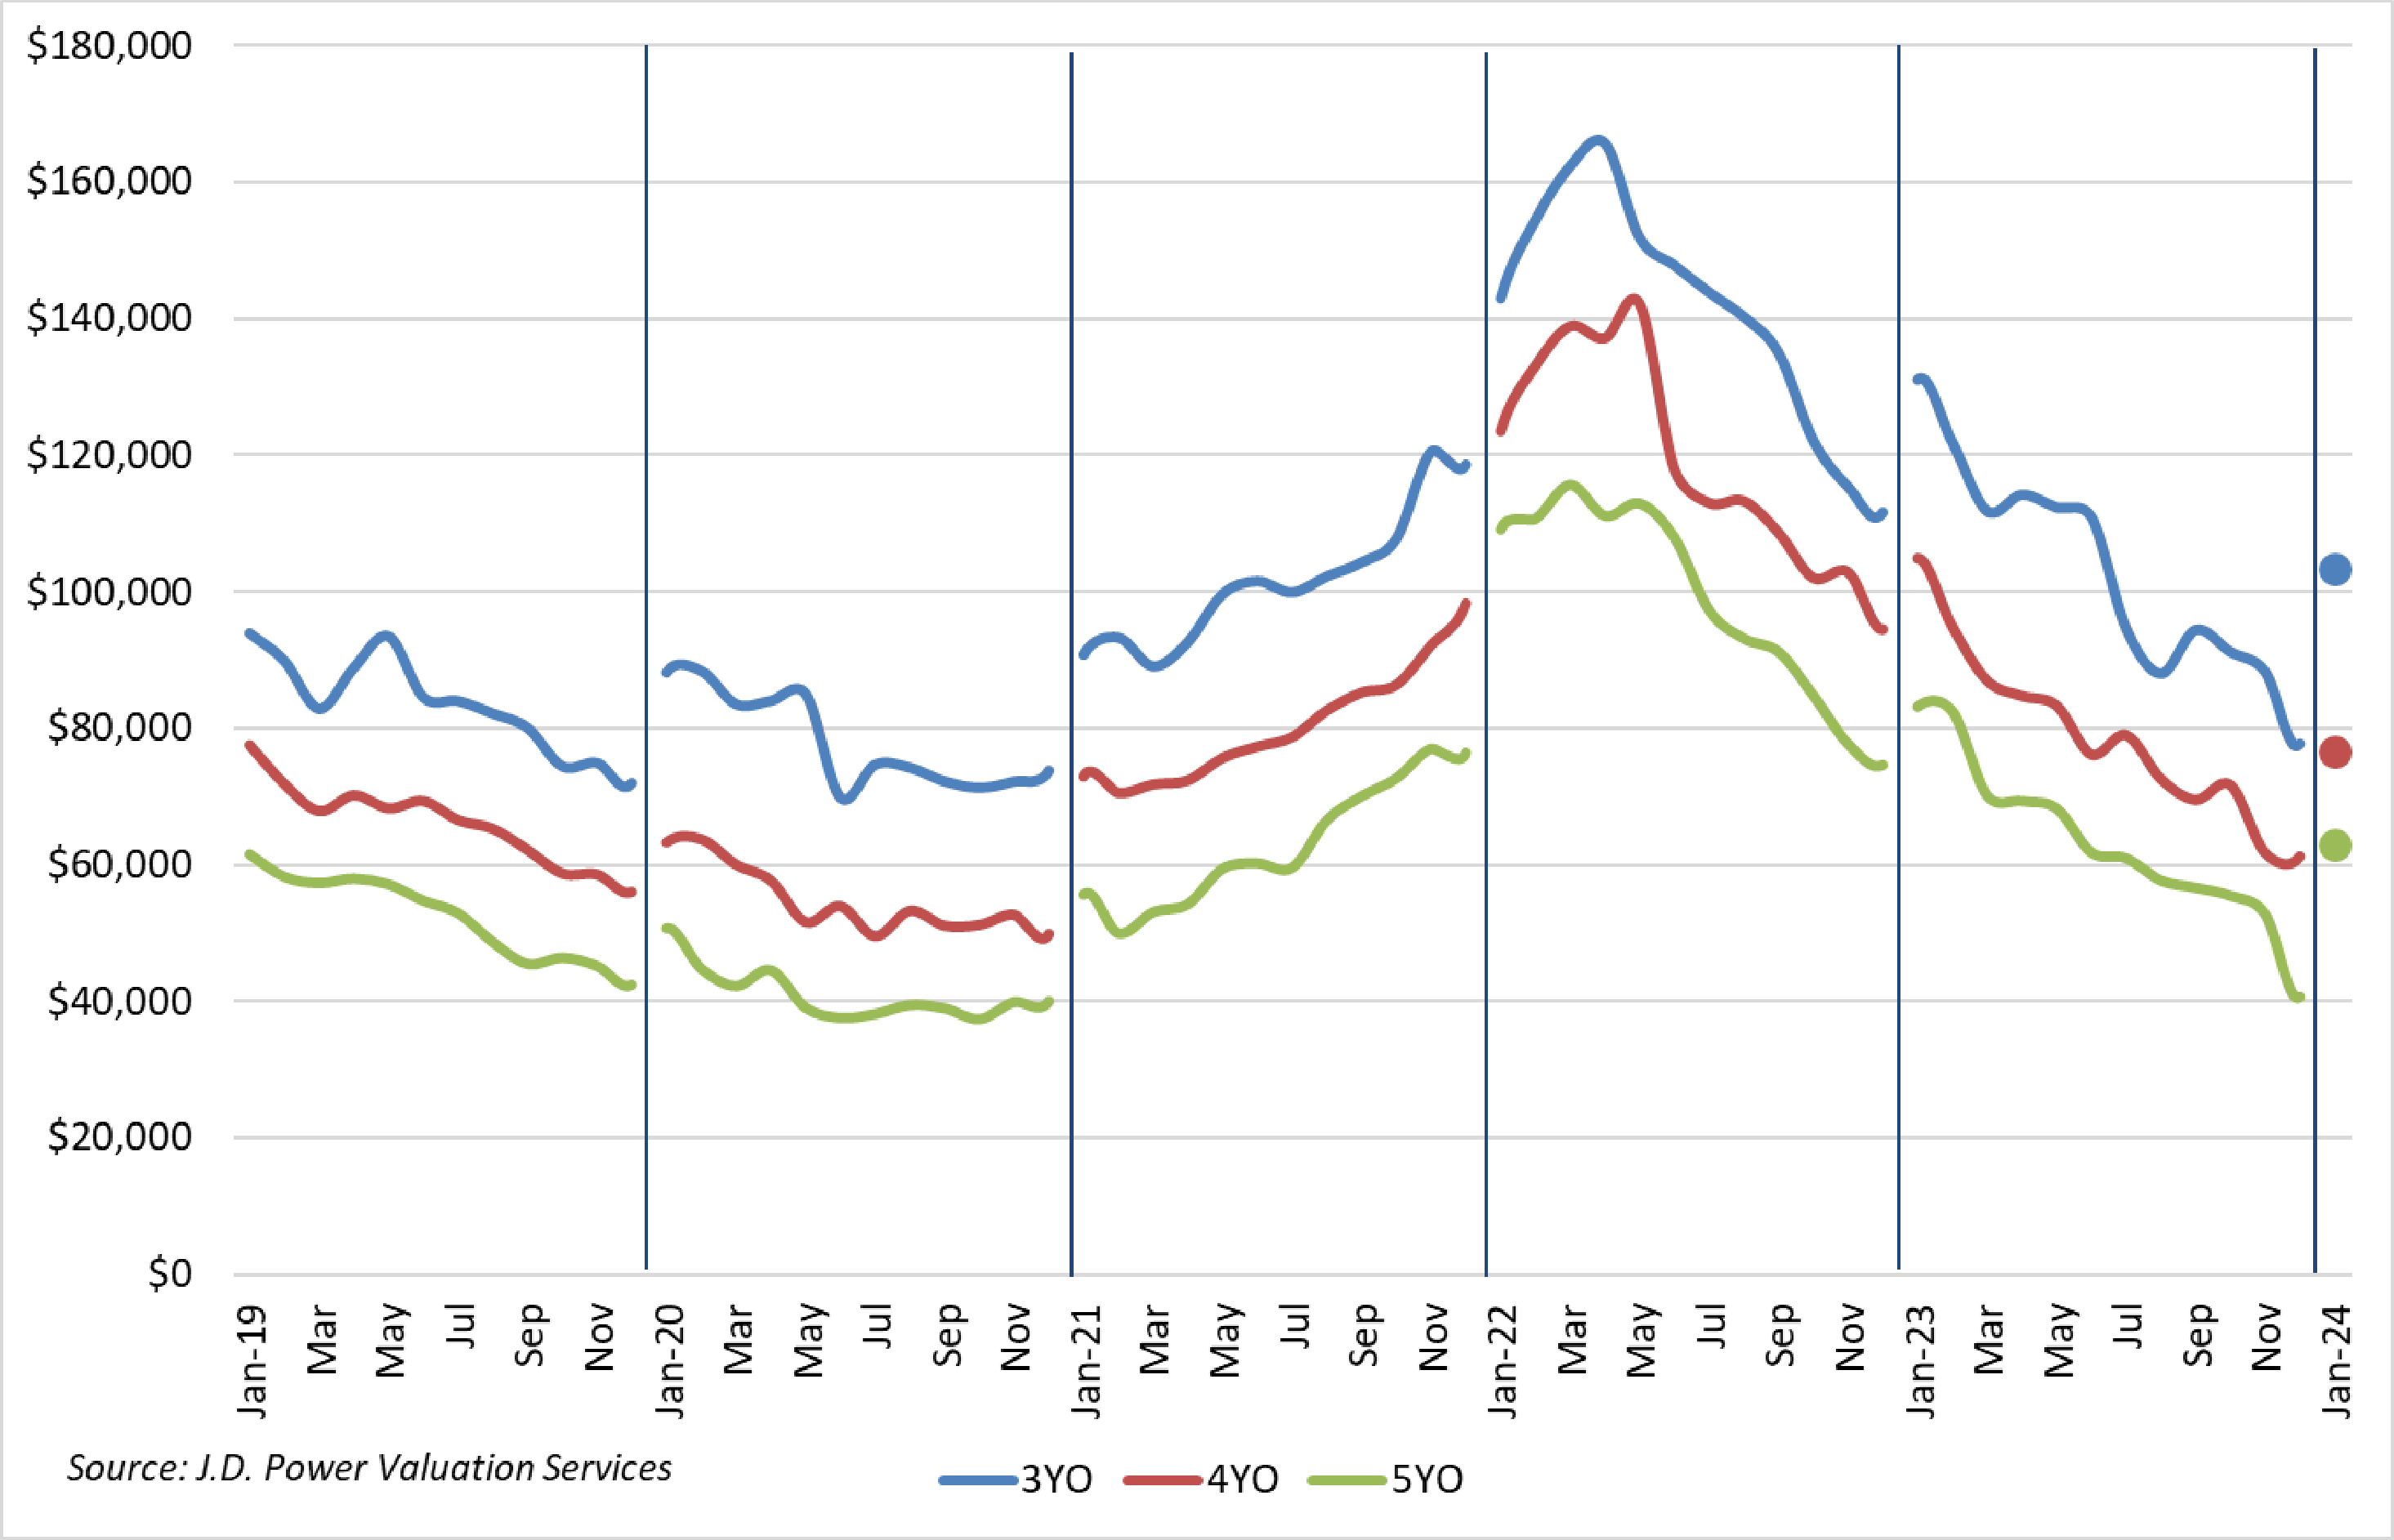 $180,000
$160,000
$140,000
$120,000
$100,000
$80,000
$60,000
$40,000
$20,000
$0
Jan-19
Mar
May
Jul
Sep
Nov
Jan-20
Mar
May
Jul
Sep
Nov
Jan-21
Mar
May
Jul
Sep
Nov
Jan-22
Mar
May
Jul
Sep
Nov
Jan-23
Mar
May
Jul
Sep
Nov
Jan-24
Source: J.D. Power Valuation Services
3YO
4YO
5YO